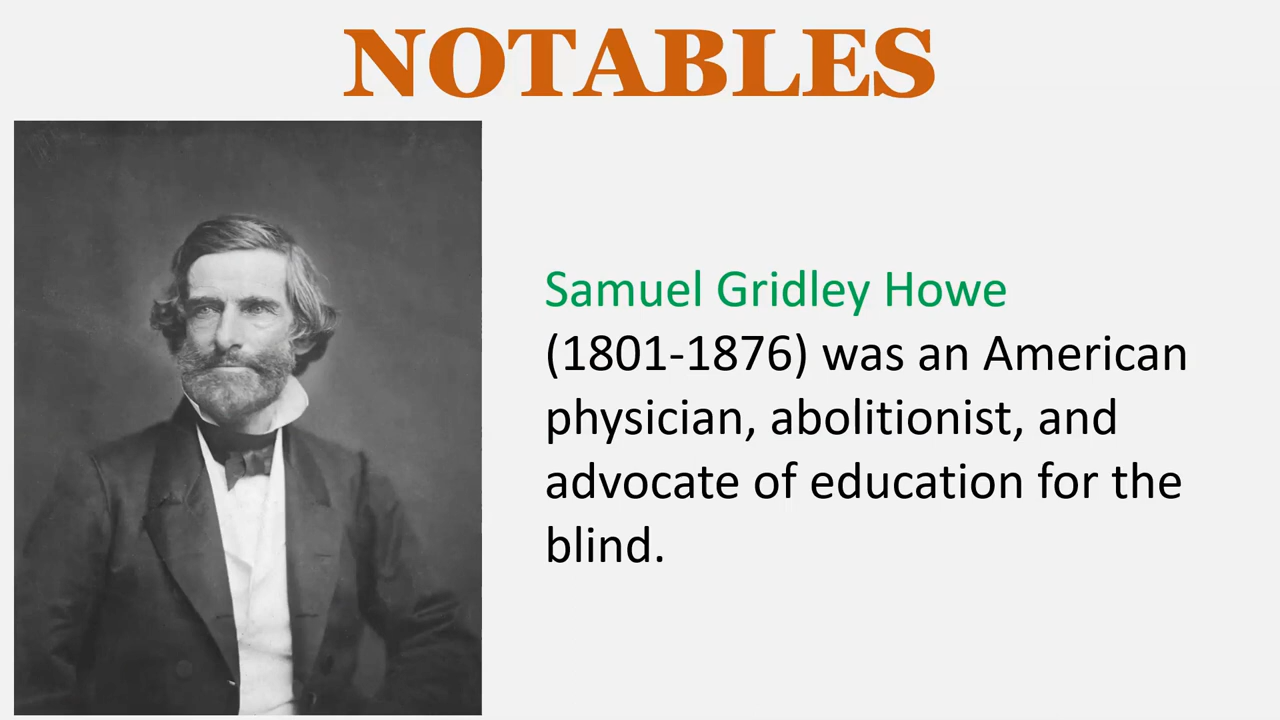 NOTABLES
Samuel Gridley Howe
(1801-1876) was an American
physician, abolitionist, and
advocate of education for the
blind.